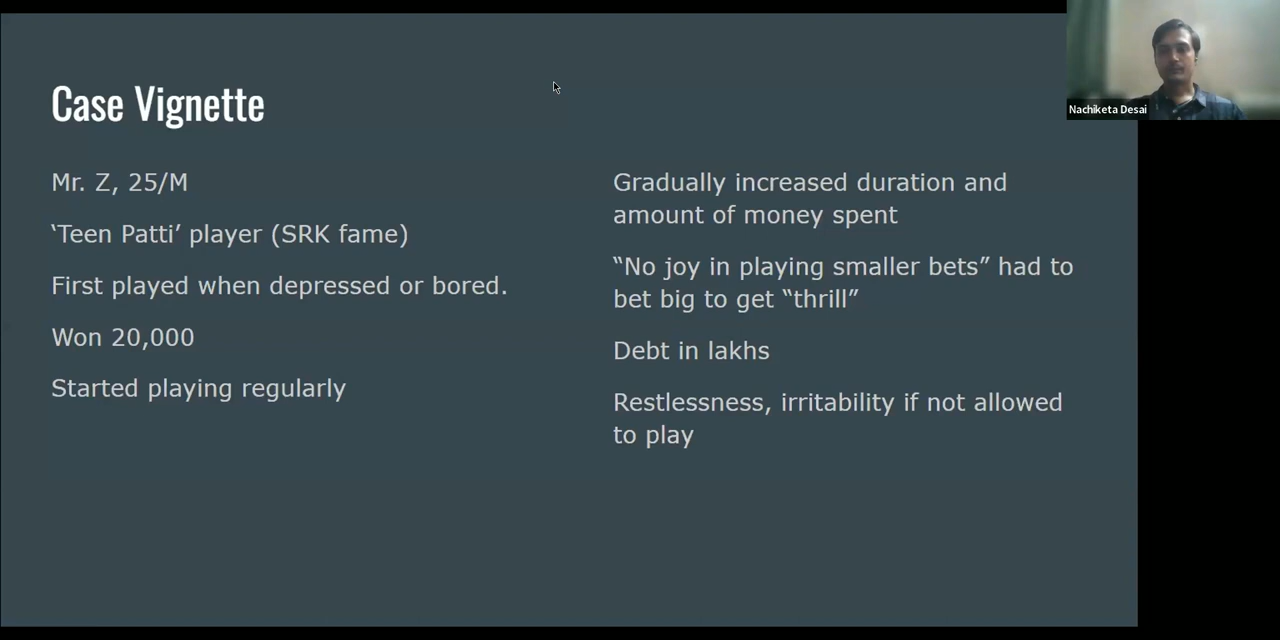 Case Vignette
Mr. Z, 25/M
‘Teen Patti’ player (SRK fame)
First played when depressed or bored.
Won 20,000
Started playing regularly
Gradually increased duration and
amount of money spent
“No joy in playing smaller bets” had to
bet big to get “thrill”
Debt in lakhs
Restlessness, irritability if not allowed
to play
Nachiketa Desai